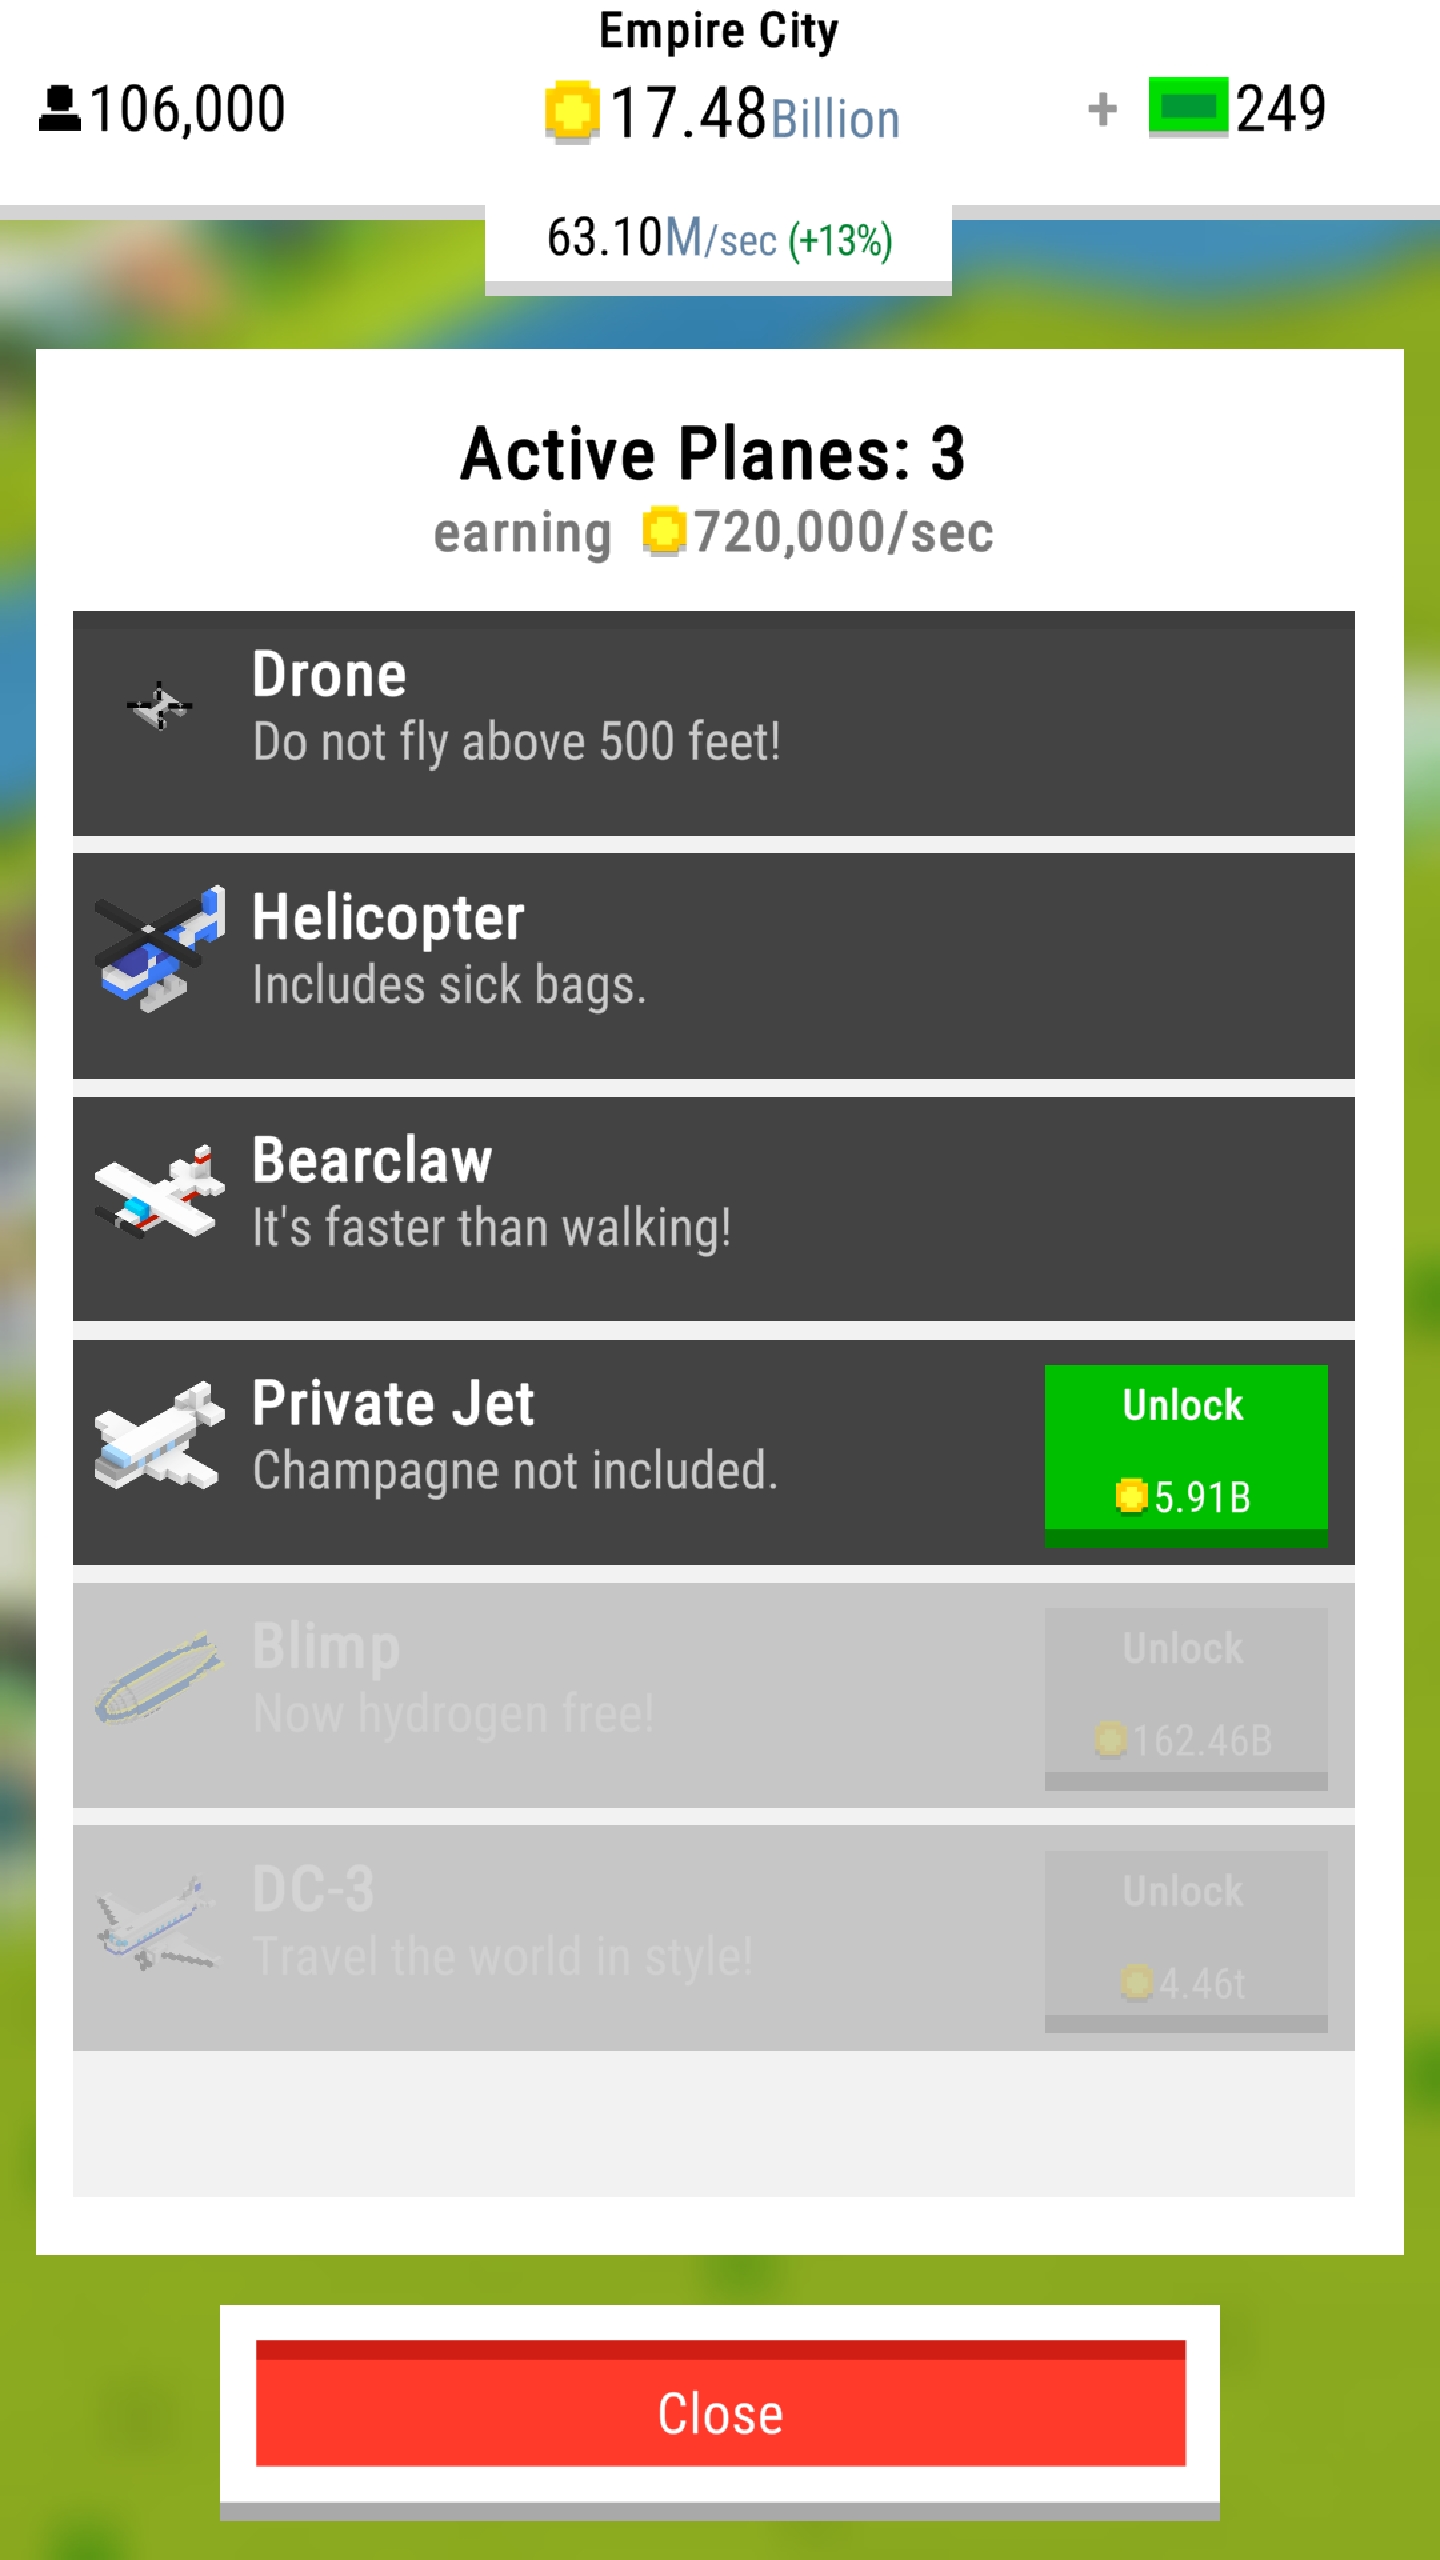 Empire City
106,000
17.48Billion
+ 249
63.10M/sec (+13%)
Active Planes: 3
earning 720,000/sec
Drone
Do not fly above 500 feet!
Helicopter
Includes sick bags.
Bearclaw
It's faster than walking!
Private Jet
Champagne not included.
Unlock
5.91B
Blimp
Now hydrogen free!
Unlock
162.46B
DC-3
Travel the world in style!
Unlock
4.46t
Close